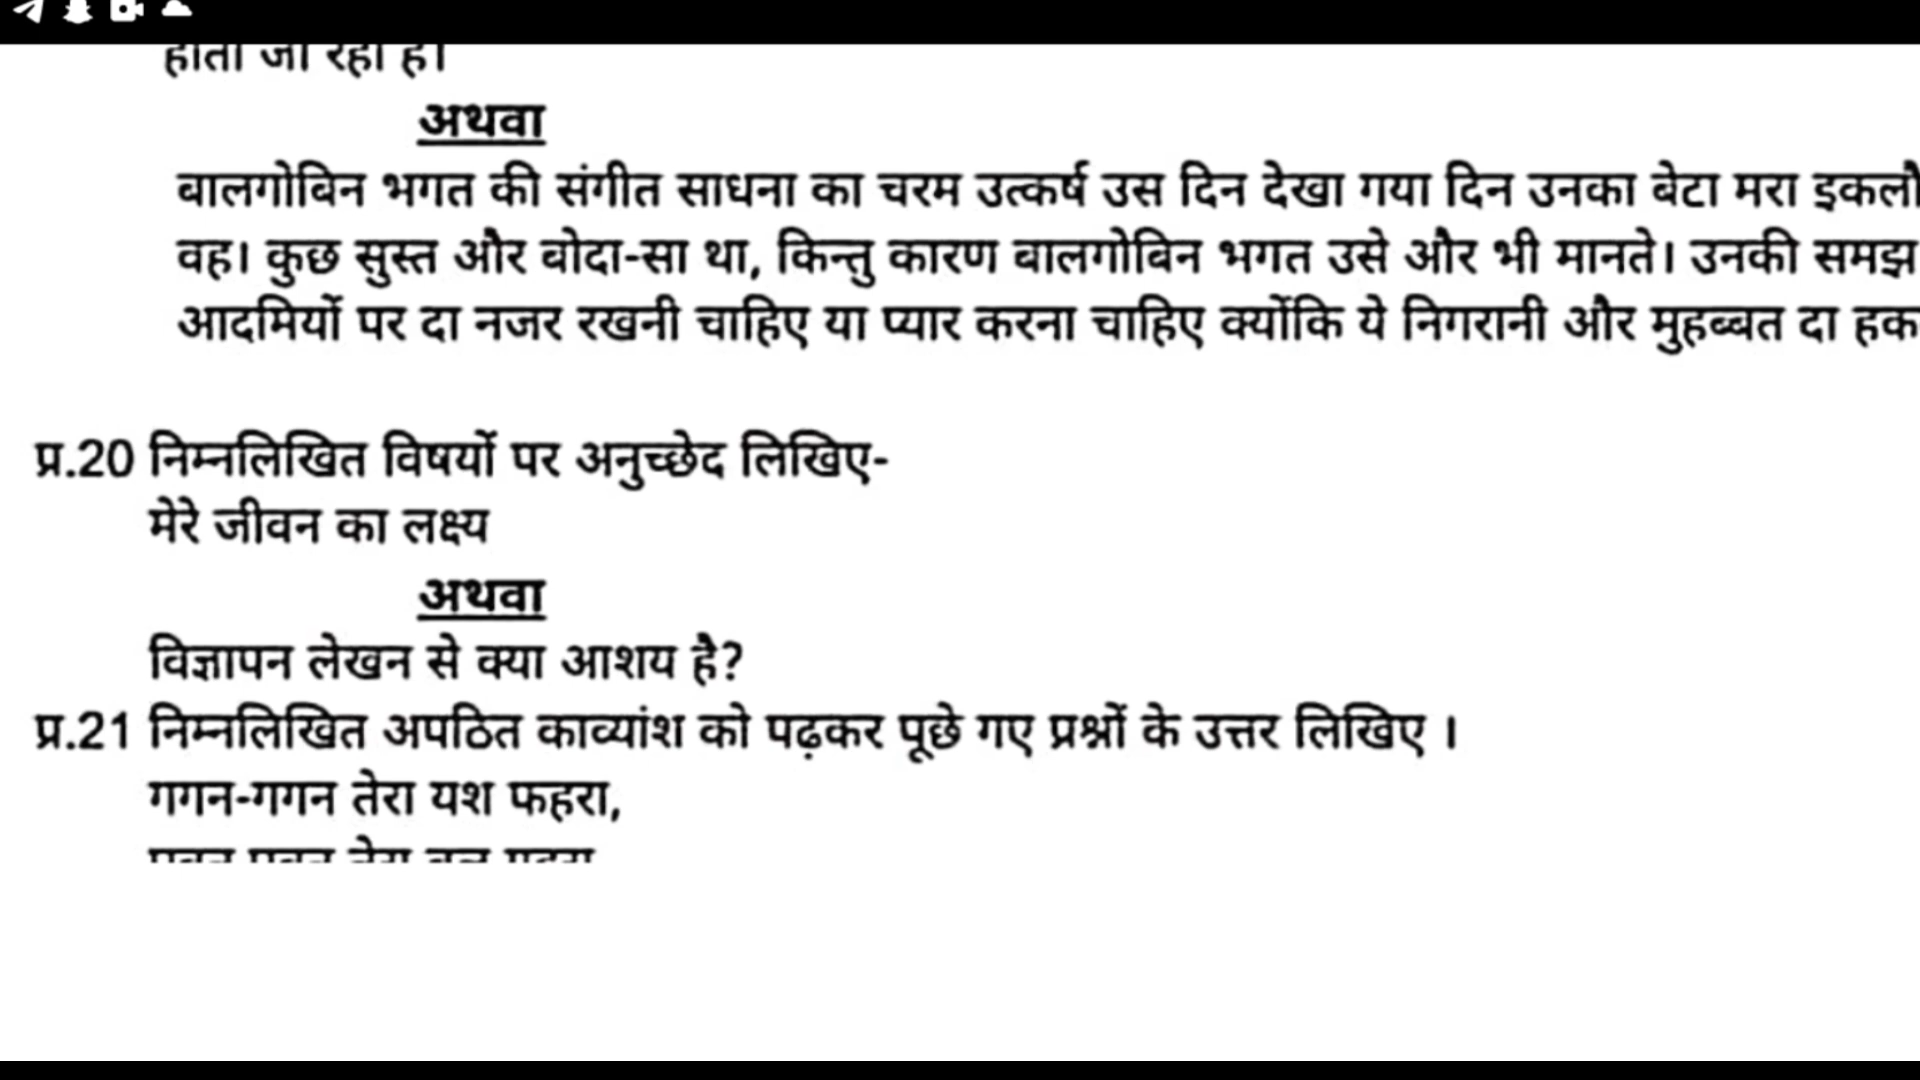 होता जा रहा है।
अथवा
बालगोबिन भगत की संगीत साधना का चरम उत्कर्ष उस दिन देखा गया दिन उनका बेटा मरा
वह। कुछ सुस्त और बोदा-सा था, किन्तु कारण बालगोबिन भगत उसे और भी मानते। उनकी समझ
आदमियों पर दा नजर रखनी चाहिए या प्यार करना चाहिए क्योंकि ये निगरानी और मुहब्बत दा
प्र.20 निम्नलिखित विषयों पर अनुच्छेद लिखिए-
मेरे जीवन का लक्ष्य
अथवा
विज्ञापन लेखन से क्या आशय है?
प्र.21 निम्नलिखित अपठित काव्यांश को पढ़कर पूछे गए प्रश्नों के उत्तर लिखिए ।
गगन-गगन तेरा यश फहरा,